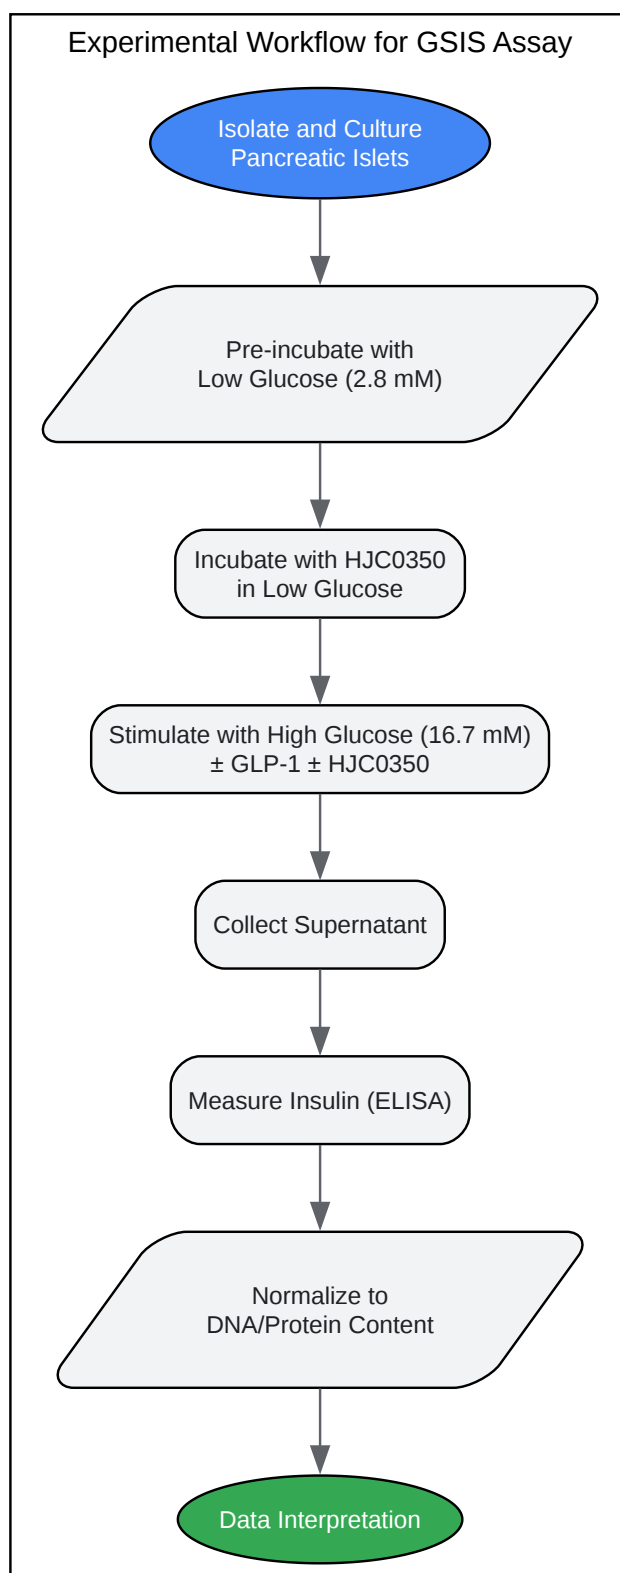 Experimental Workflow for GSIS Assay
Isolate and Culture
Pancreatic Islets
Pre-incubate with
Low Glucose (2.8 mM)
Incubate with HJC0350
in Low Glucose
Stimulate with High Glucose (16.7 mM)
± GLP-1 ± HJC0350
Collect Supernatant
Measure Insulin (ELISA)
Normalize to
DNA/Protein Content
Data Interpretation